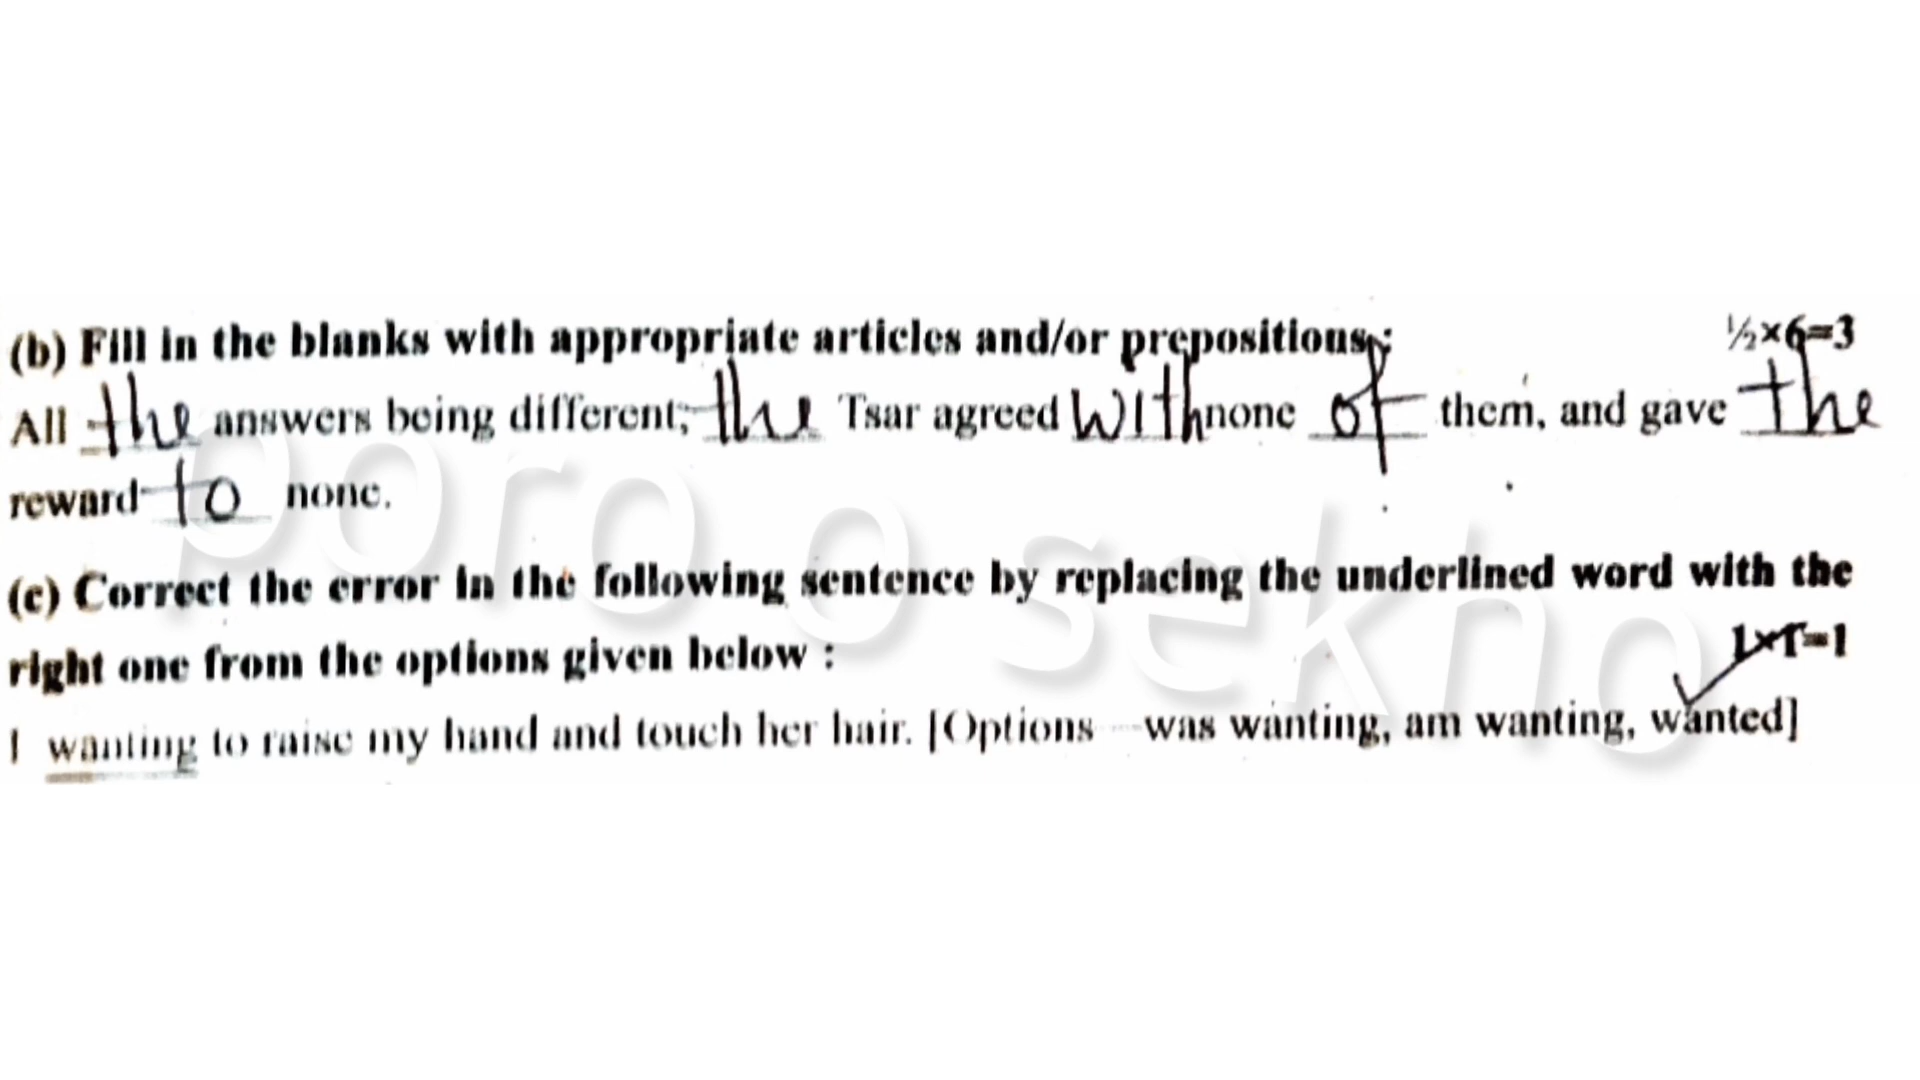 (b) Fill in the blanks with appropriate articles and/or prepositions: ½×6=3
All the answers being different, the Tsar agreed with none of them, and gave the
reward to none.
(c) Correct the error in the following sentence by replacing the underlined word with the
right one from the options given below : 1×1=1
I wanting to raise my hand and touch her hair. [Options – was wanting, am wanting, wanted]
poro o sekho